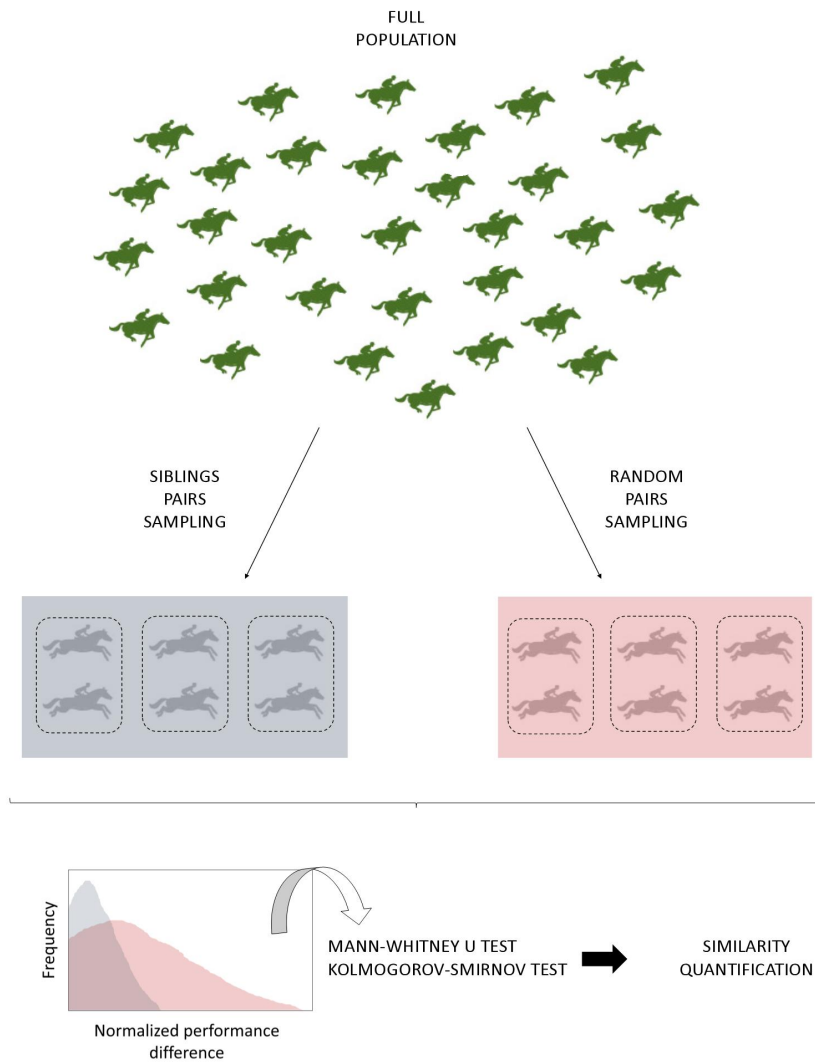 FULL
POPULATION
SIBLINGS
PAIRS
SAMPLING
RANDOM
PAIRS
SAMPLING
Frequency
Normalized performance
difference
MANN-WHITNEY U TEST
KOLMOGOROV-SMIRNOV TEST
SIMILARITY
QUANTIFICATION